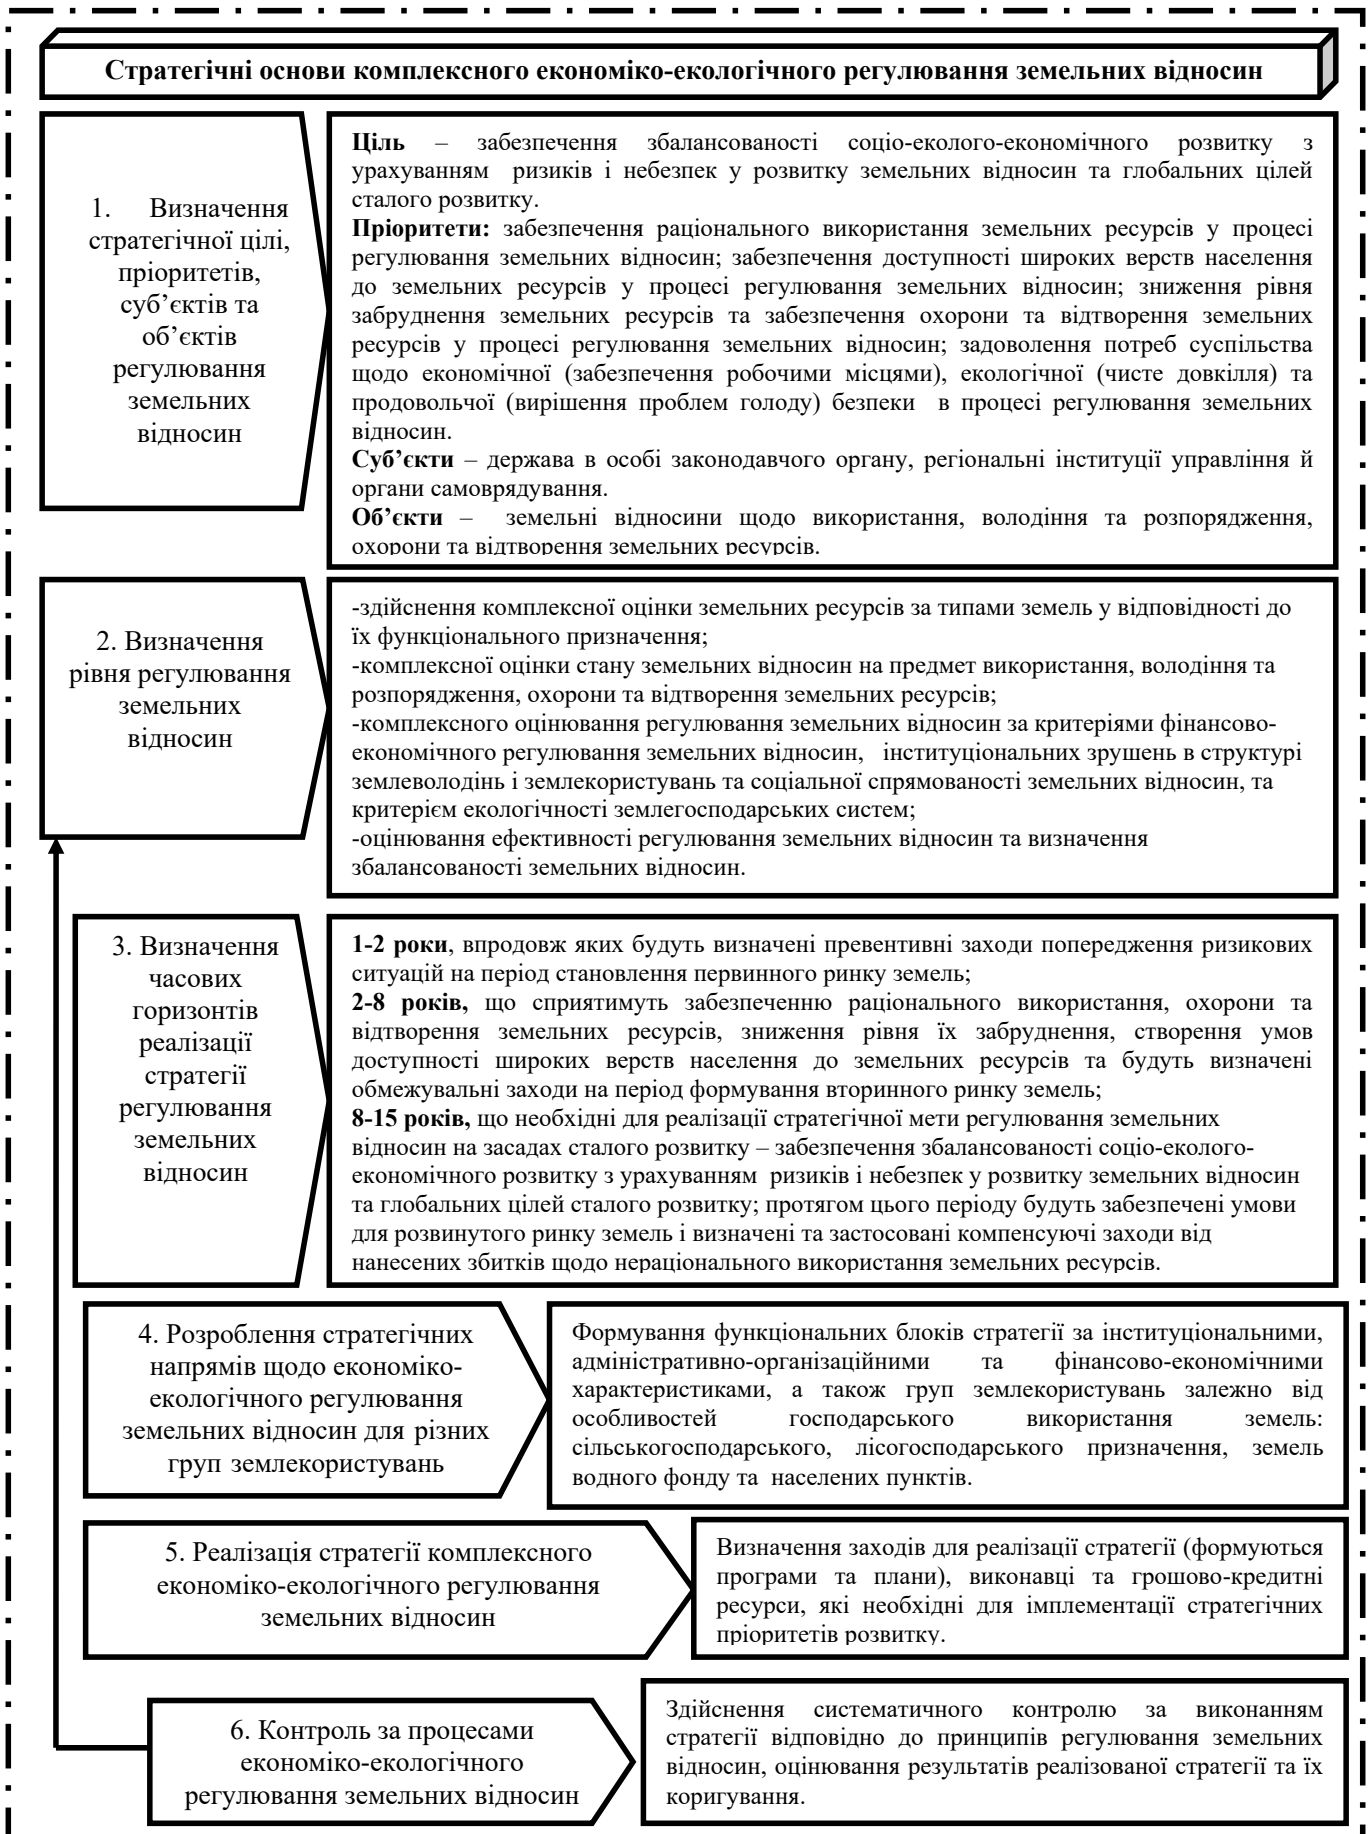 Стратегічні основи комплексного економіко-екологічного регулювання земельних відносин
1. Визначення
стратегічної цілі,
пріоритетів,
суб’єктів та
об’єктів
регулювання
земельних
відносин
Ціль – забезпечення збалансованості соціо-еколого-економічного розвитку з
урахуванням ризиків і небезпек у розвитку земельних відносин та глобальних цілей
сталого розвитку.
Пріоритети: забезпечення раціонального використання земельних ресурсів у процесі
регулювання земельних відносин; забезпечення доступності широких верств населення
до земельних ресурсів у процесі регулювання земельних відносин; зниження рівня
забруднення земельних ресурсів та забезпечення охорони та відтворення земельних
ресурсів у процесі регулювання земельних відносин; задоволення потреб суспільства
щодо економічної (забезпечення робочими місцями), екологічної (чисте довкілля) та
продовольчої (вирішення проблем голоду) безпеки в процесі регулювання земельних
відносин.
Суб’єкти – держава в особі законодавчого органу, регіональні інституції управління й
органи самоврядування.
Об’єкти – земельні відносини щодо використання, володіння та розпорядження,
охорони та відтворення земельних ресурсів.
2. Визначення
рівня регулювання
земельних
відносин
-здійснення комплексної оцінки земельних ресурсів за типами земель у відповідності до
їх функціонального призначення;
-комплексної оцінки стану земельних відносин на предмет використання, володіння та
розпорядження, охорони та відтворення земельних ресурсів;
-комплексного оцінювання регулювання земельних відносин за критеріями фінансово-
економічного регулювання земельних відносин, інституціональних зрушень в структурі
землеволодінь і землекористувань та соціальної спрямованості земельних відносин, та
критерієм екологічності землегосподарських систем;
-оцінювання ефективності регулювання земельних відносин та визначення
збалансованості земельних відносин.
3. Визначення
часових
горизонтів
реалізації
стратегії
регулювання
земельних
відносин
1-2 роки, впродовж яких будуть визначені превентивні заходи попередження ризикових
ситуацій на період становлення первинного ринку земель;
2-8 років, що сприятимуть забезпеченню раціонального використання, охорони та
відтворення земельних ресурсів, зниження рівня їх забруднення, створення умов
доступності широких верств населення до земельних ресурсів та будуть визначені
обмежувальні заходи на період формування вторинного ринку земель;
8-15 років, що необхідні для реалізації стратегічної мети регулювання земельних
відносин на засадах сталого розвитку – забезпечення збалансованості соціо-еколого-
економічного розвитку з урахуванням ризиків і небезпек у розвитку земельних відносин
та глобальних цілей сталого розвитку; протягом цього періоду будуть забезпечені умови
для розвинутого ринку земель і визначені та застосовані компенсуючі заходи від
нанесених збитків щодо нераціонального використання земельних ресурсів.
4. Розроблення стратегічних
напрямів щодо економіко-
екологічного регулювання
земельних відносин для різних
груп землекористувань
Формування функціональних блоків стратегії за інституціональними,
адміністративно-організаційними та фінансово-економічними
характеристиками, а також груп землекористувань залежно від
особливостей господарського використання земель:
сільськогосподарського, лісогосподарського призначення, земель
водного фонду та населених пунктів.
5. Реалізація стратегії комплексного
економіко-екологічного регулювання
земельних відносин
Визначення заходів для реалізації стратегії (формуються
програми та плани), виконавці та грошово-кредитні
ресурси, які необхідні для імплементації стратегічних
пріоритетів розвитку.
6. Контроль за процесами
економіко-екологічного
регулювання земельних відносин
Здійснення систематичного контролю за виконанням
стратегії відповідно до принципів регулювання земельних
відносин, оцінювання результатів реалізованої стратегії та їх
коригування.